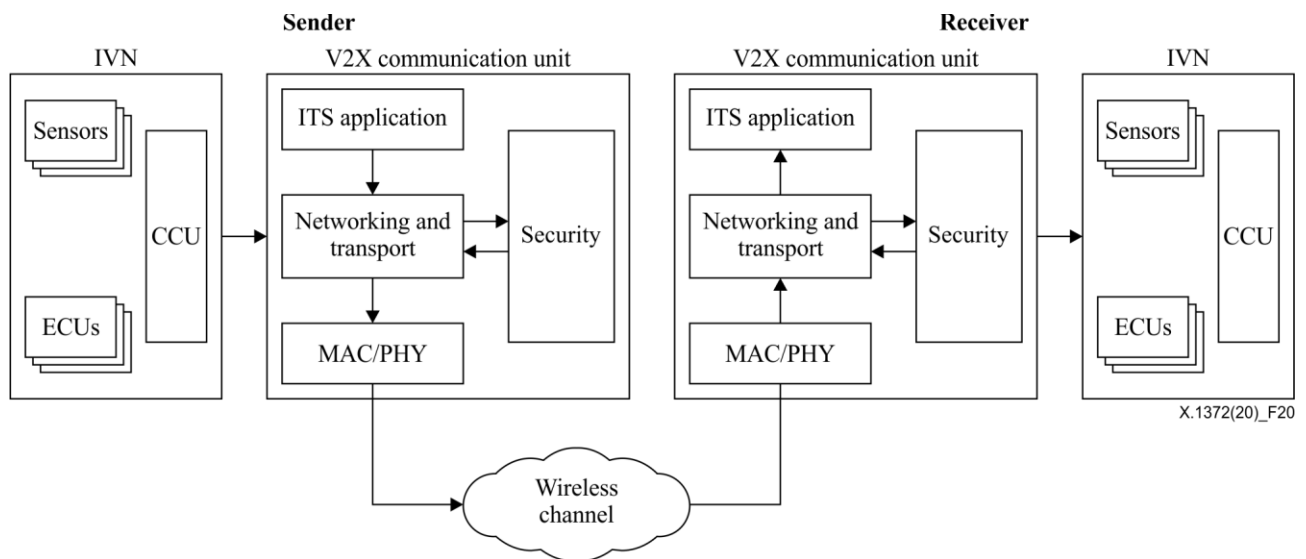 Sender
Receiver
IVN
V2X communication unit
V2X communication unit
IVN
Sensors
CCU
ECUs
ITS application
Networking and
transport
MAC/PHY
Security
ITS application
Networking and
transport
MAC/PHY
Security
Sensors
CCU
ECUs
X.1372(20)_F20
Wireless
channel